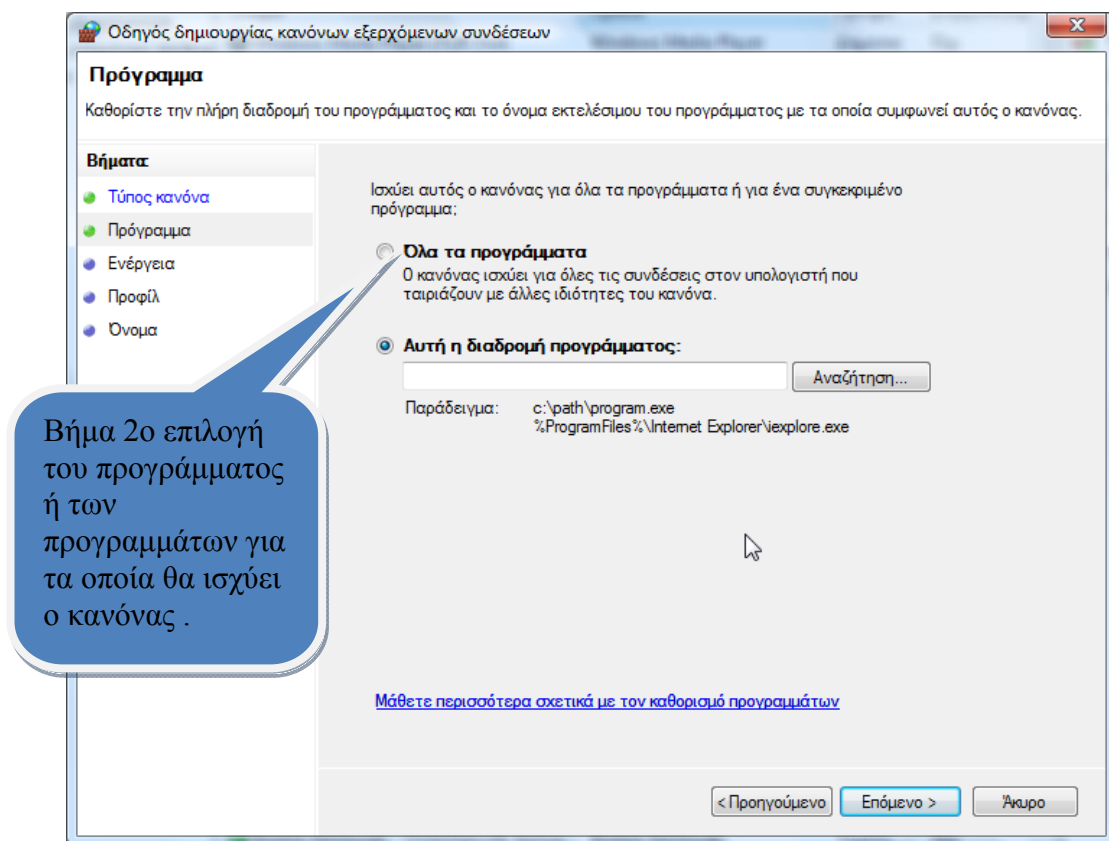 Οδηγός δημιουργίας κανόνων εξερχόμενων συνδέσεων
Πρόγραμμα
Καθορίστε την πλήρη διαδρομή του προγράμματος και το όνομα εκτελέσιμου του προγράμματος με τα οποία συμφωνεί αυτός ο κανόνας.
Βήματα:
Τύπος κανόνα
Πρόγραμμα
Ενέργεια
Προφίλ
Όνομα
Ισχύει αυτός ο κανόνας για όλα τα προγράμματα ή για ένα συγκεκριμένο
πρόγραμμα;
Όλα τα προγράμματα
Ο κανόνας ισχύει για όλες τις συνδέσεις στον υπολογιστή που
ταιριάζουν με άλλες ιδιότητες του κανόνα.
Αυτή η διαδρομή προγράμματος:
Αναζήτηση...
Παράδειγμα: c:\path\program.exe
%ProgramFiles%\Internet Explorer\iexplore.exe
Βήμα 2ο επιλογή
του προγράμματος
ή των
προγραμμάτων για
τα οποία θα ισχύει
ο κανόνας .
Μάθετε περισσότερα σχετικά με τον καθορισμό προγραμμάτων
< Προηγούμενο Επόμενο > Άκυρο